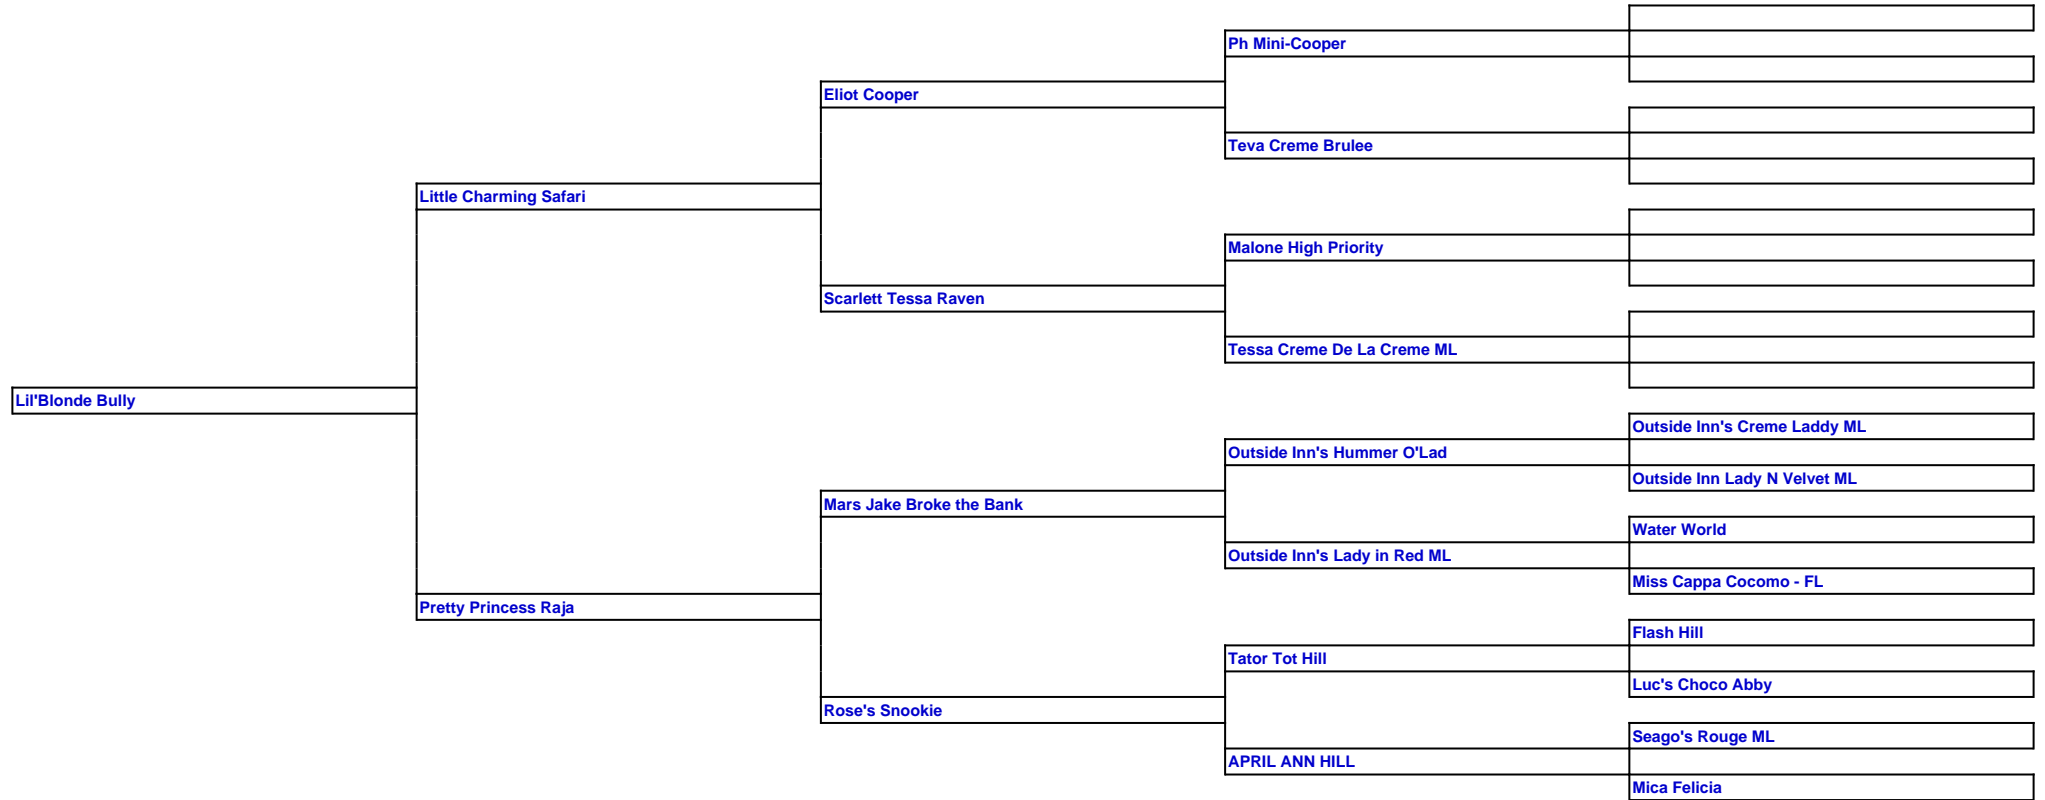 Ph Mini-Cooper
Eliot Cooper
Teva Creme Brulee
Little Charming Safari
Malone High Priority
Scarlett Tessa Raven
Tessa Creme De La Creme ML
Lil'Blonde Bully
Outside Inn's Creme Laddy ML
Outside Inn's Hummer O'Lad
Outside Inn Lady N Velvet ML
Mars Jake Broke the Bank
Water World
Outside Inn's Lady in Red ML
Miss Cappa Cocomo - FL
Pretty Princess Raja
Flash Hill
Tator Tot Hill
Luc's Choco Abby
Rose's Snookie
Seago's Rouge ML
APRIL ANN HILL
Mica Felicia